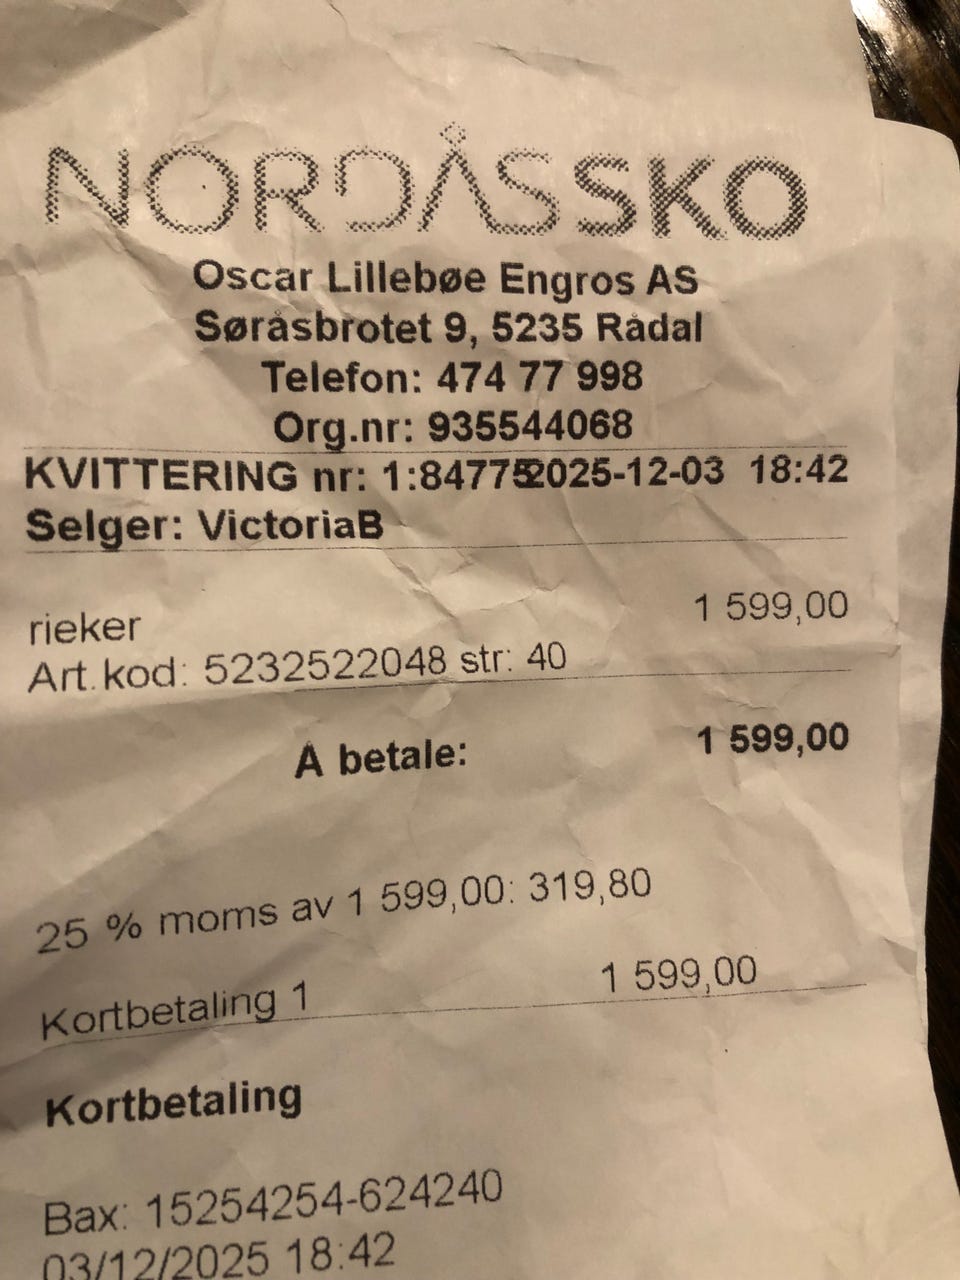 NORDÅSSKO
Oscar Lillebøe Engros AS
Søråsbrotet 9, 5235 Rådal
Telefon: 474 77 998
Org.nr: 935544068
KVITTERING nr: 1:84775 2025-12-03 18:42
Selger: VictoriaB
rieker 1 599,00
Art.kod: 5232522048 str: 40
Å betale: 1 599,00
25 % moms av 1 599,00: 319,80
Kortbetaling 1 1 599,00
Kortbetaling
Bax: 15254254-624240
03/12/2025 18:42